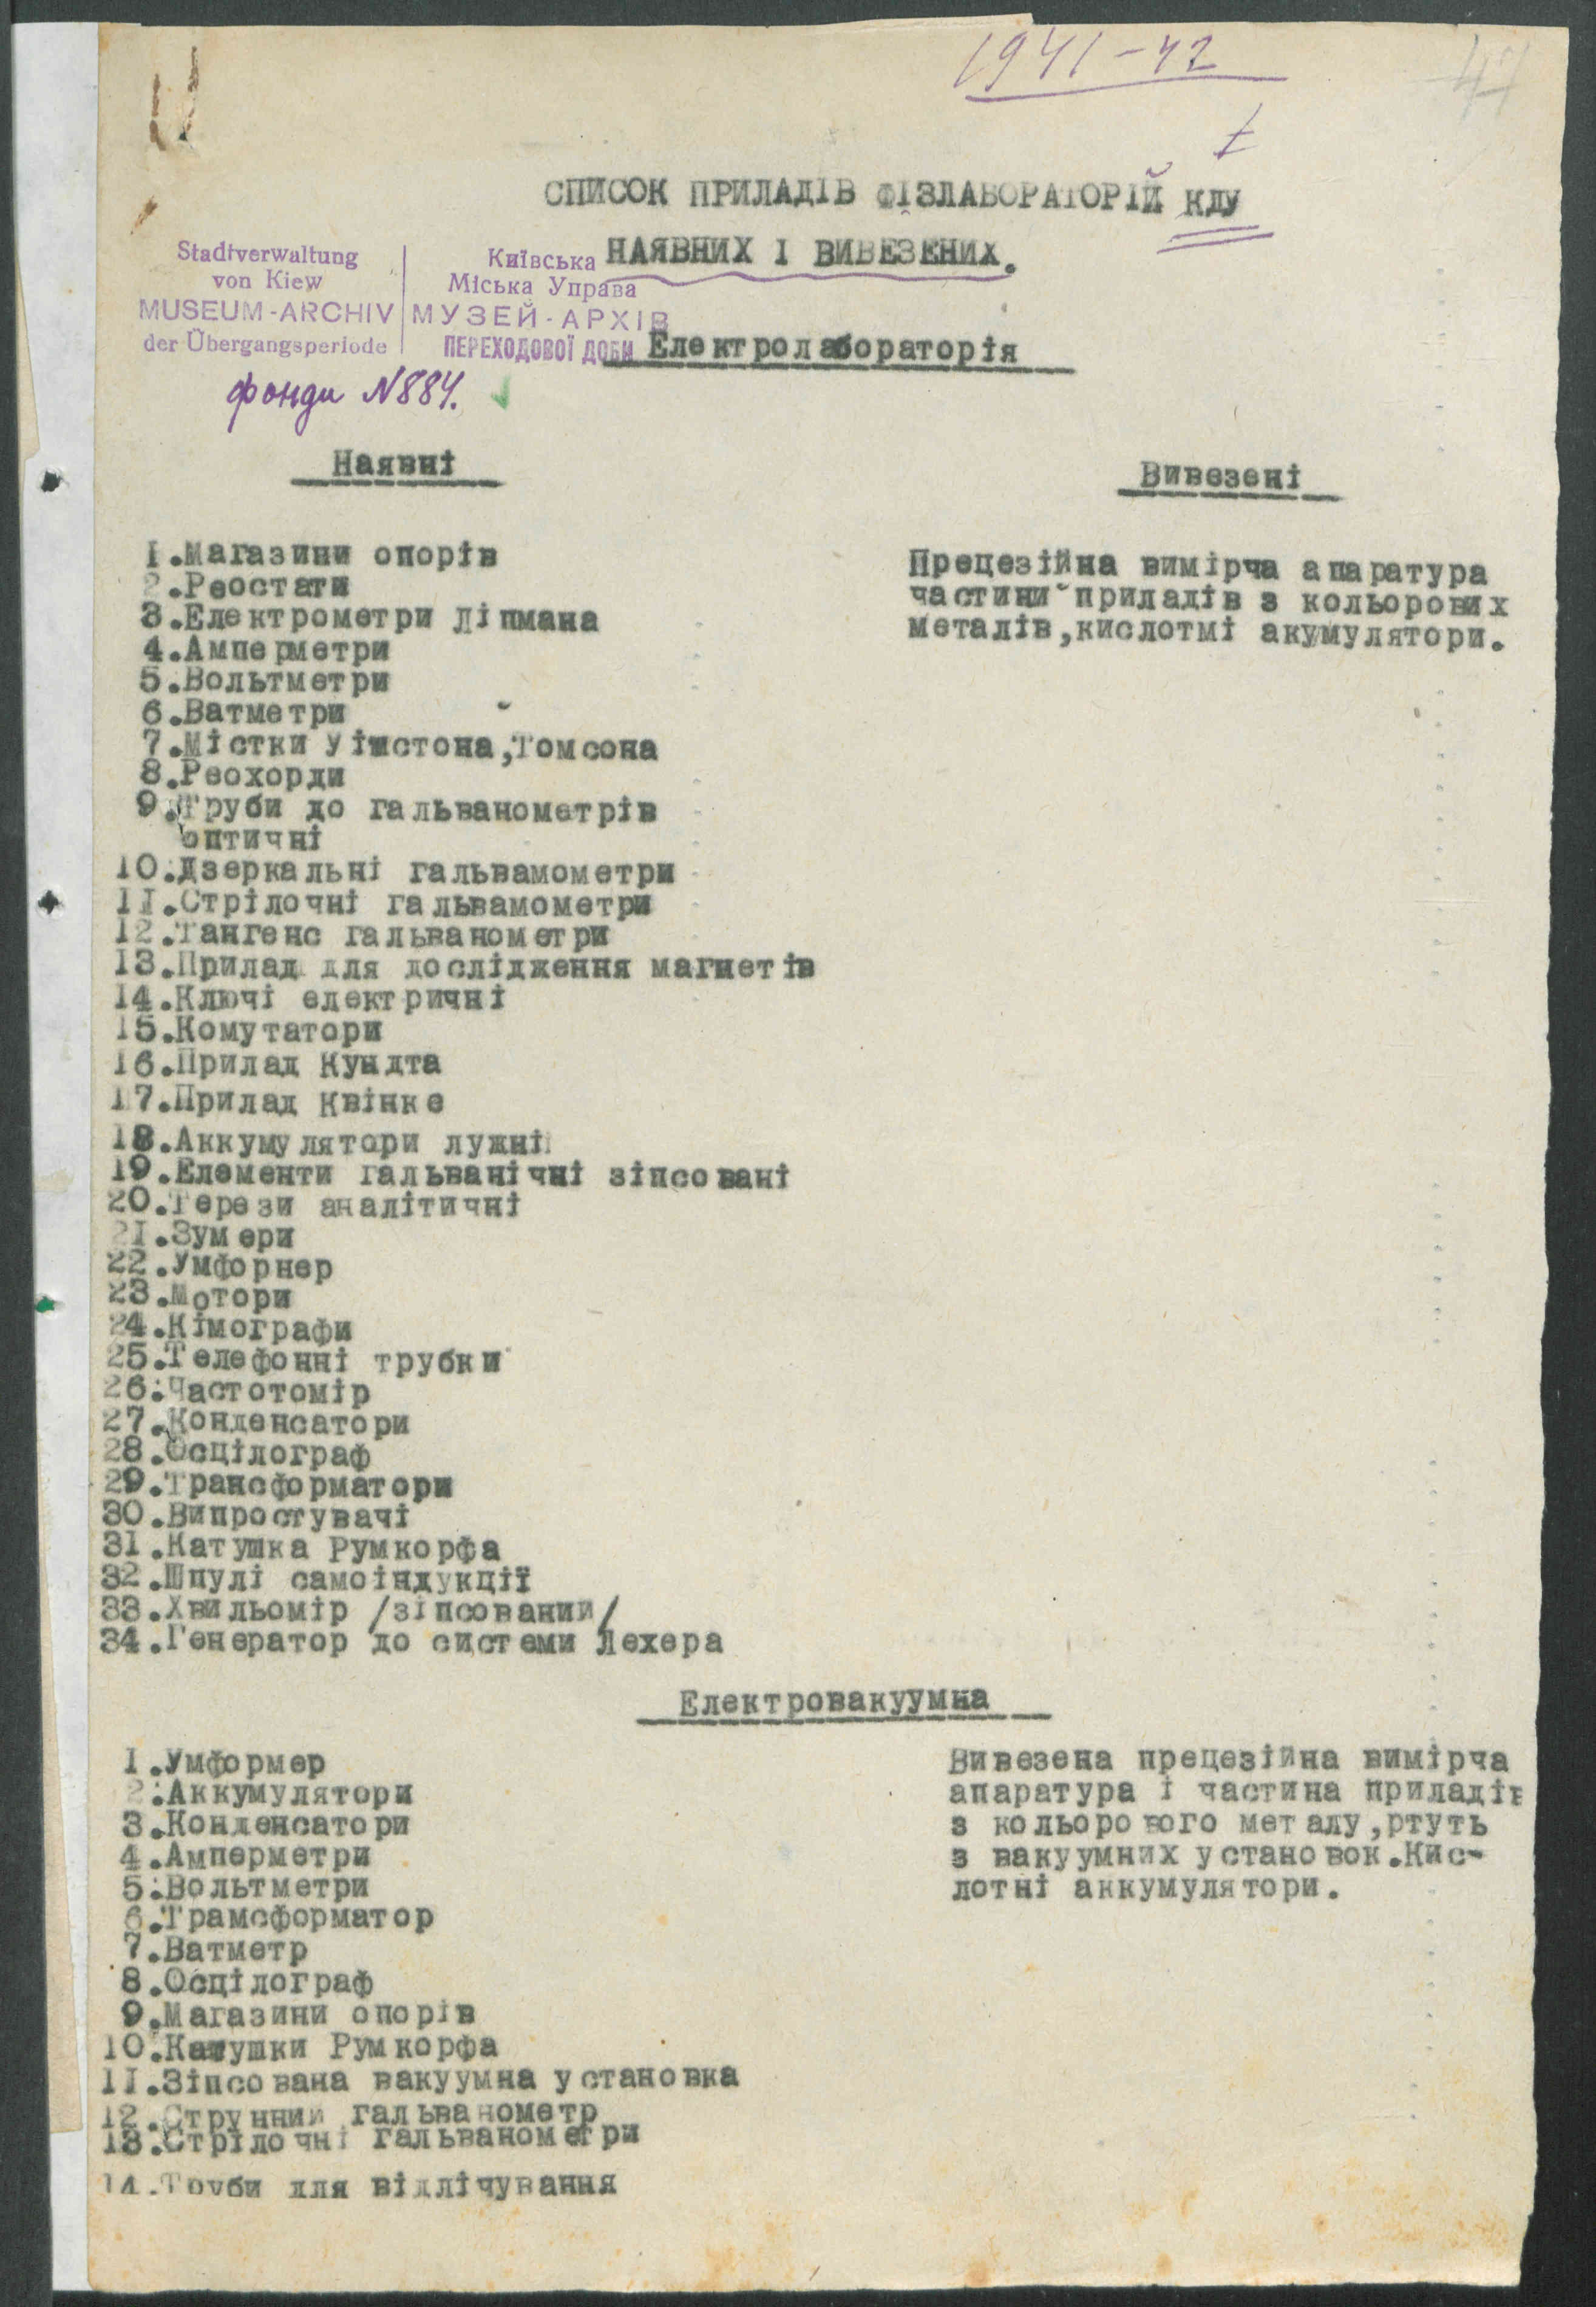 1941-42
47
СПИСОК ПРИЛАДІВ ФІЗЛАБОРАТОРІЙ КДУ
НАЯВНИХ І ВИВЕЗЕНИХ.
Stadtverwaltung
von Kiew
MUSEUM-ARCHIV
der Übergangsperiode
Київська
Міська Управа
МУЗЕЙ-АРХІВ
ПЕРЕХОДОВОЇ ДОБИ
фонди N884.
Електролабораторія
Наявні
1.Магазини опорів
2.Реостати
3.Електрометри Ліпмана
4.Амперметри
5.Вольтметри
6.Ватметри
7.Містки Уітстона,Томсона
8.Реохорди
9.Труби до гальванометрів
оптичні
10.Дзеркальні гальвамометри
11.Стрілочні гальвамометри
12.Тангенс гальванометри
13.Прилад для дослідження магнетів
14.Ключі електричні
15.Комутатори
16.Прилад Кундта
17.Прилад Квінке
18.Аккумулятори лужні
19.Елементи гальванічні зіпсовані
20.Терези аналітичні
21.Зумери
22.Умфорнер
23.Мотори
24.Кімографи
25.Телефонні трубки
26.Частотомір
27.Конденсатори
28.Осцілограф
29.Трансформатори
30.Випростувачі
31.Катушка Румкорфа
32.Шпулі самоіндукції
33.Хвильомір /зіпсований/
34.Генератор до системи Лехера
Вивезені
Прецезійна вимірча апаратура
частини приладів з кольорових
металів,кислотмі акумулятори.
Електровакуумна
1.Умформер
2.Аккумулятори
3.Конденсатори
4.Амперметри
5.Вольтметри
6.Трамсформатор
7.Ватметр
8.Осцілограф
9.Магазини опорів
10.Катушки Румкорфа
11.Зіпсована вакуумна установка
12.Струнний гальванометр
13.Стрілочні гальванометри
14.Труби для відлічування
Вивезена прецезійна вимірча
апаратура і частина приладів
з кольорового металу,ртуть
з вакуумних установок.Кис-
лотні аккумулятори.